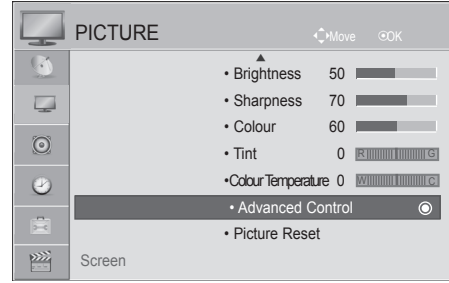 PICTURE
Move OK
• Brightness 50
• Sharpness 70
• Colour 60
• Tint 0 R G
•Colour Temperature 0 W C
• Advanced Control
• Picture Reset
Screen